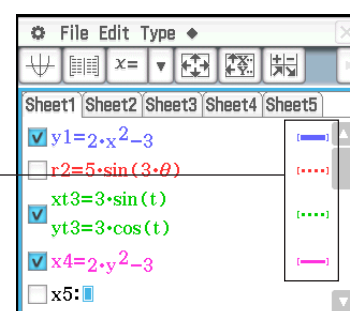 File Edit Type ◆
x=
Sheet1 Sheet2 Sheet3 Sheet4 Sheet5
y1=2·x²−3
r2=5·sin(3·θ)
xt3=3·sin(t)
yt3=3·cos(t)
x4=2·y²−3
x5: